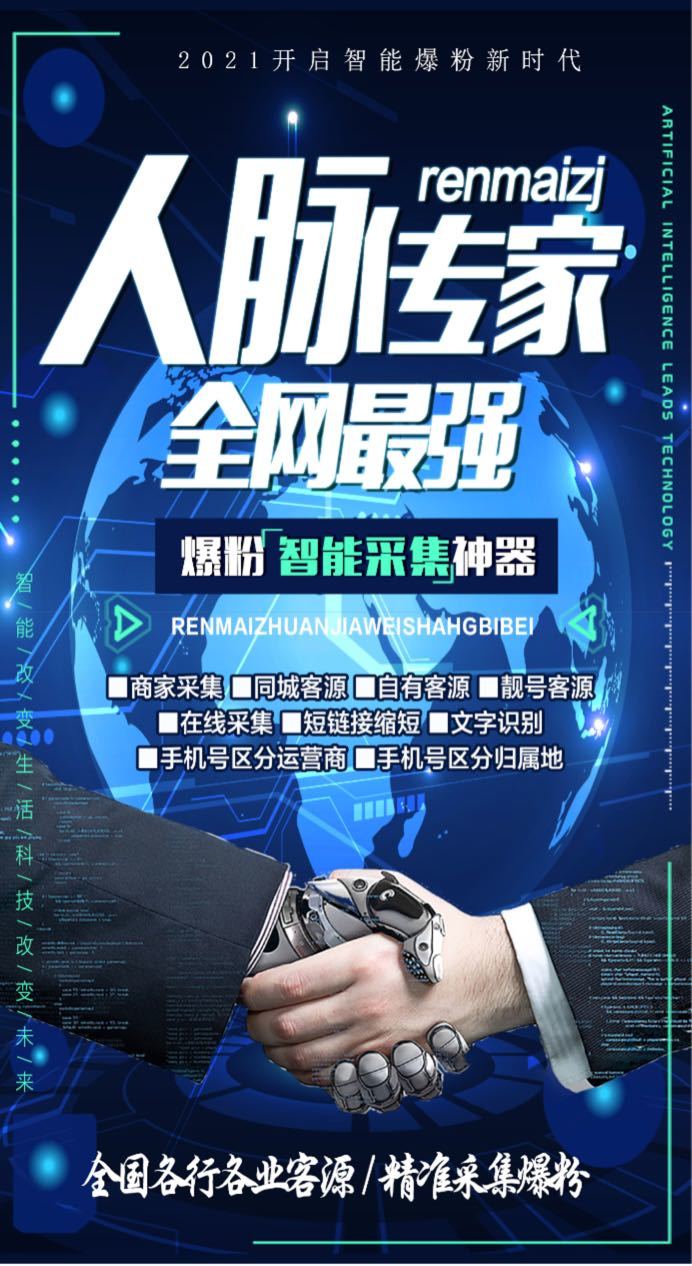 2021开启智能爆粉新时代
renmaizj
人脉专家
全网最强
爆粉 智能采集神器
RENMAIZHUANJIAWEISHAHGBIBEI
■商家采集 ■同城客源 ■自有客源 ■靓号客源
■在线采集 ■短链接缩短 ■文字识别
■手机号区分运营商 ■手机号区分归属地
ARTIFICIAL INTELLIGENCE LEADS TECHNOLOGY
智/能/改/变/生/活/科/技/改/变/未/来
全国各行各业客源/精准采集爆粉